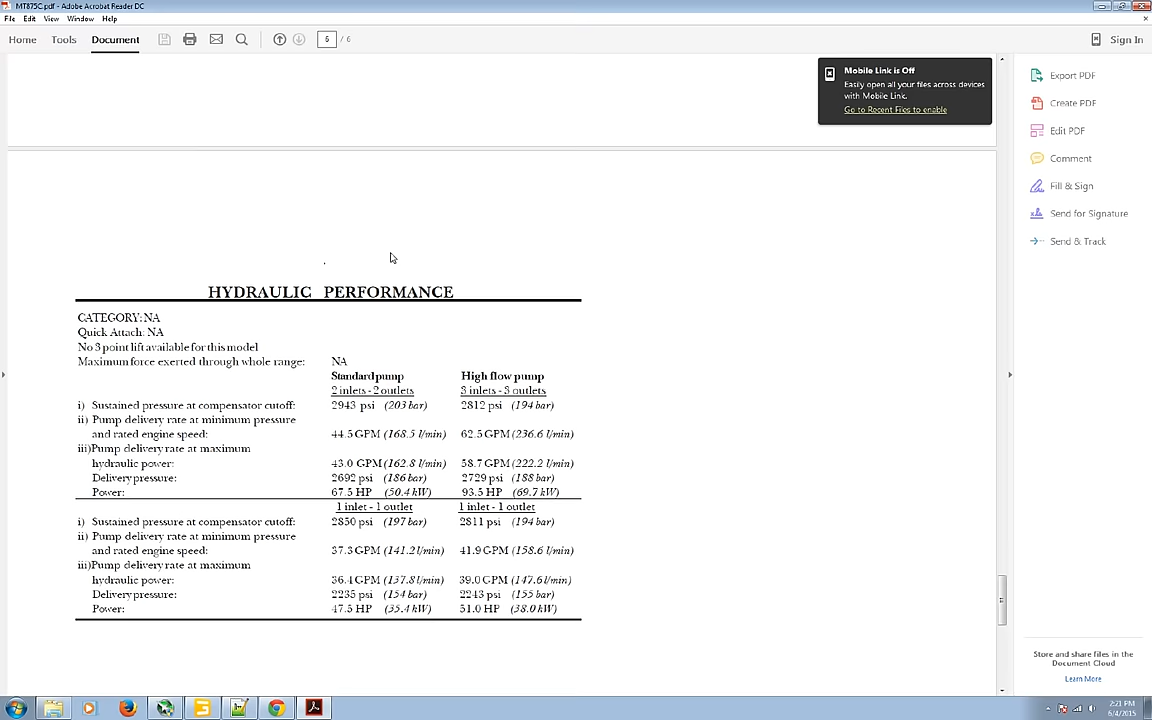 MT875C.pdf - Adobe Acrobat Reader DC
File Edit View Window Help
Home Tools Document 6 / 6 Sign In
Mobile Link is Off
Easily open all your files across devices
with Mobile Link.
Go to Recent Files to enable
Export PDF
Create PDF
Edit PDF
Comment
Fill & Sign
Send for Signature
Send & Track
HYDRAULIC PERFORMANCE
CATEGORY: NA
Quick Attach: NA
No 3 point lift available for this model
Maximum force exerted through whole range: NA
Standard pump High flow pump
2 inlets - 2 outlets 3 inlets - 3 outlets
i) Sustained pressure at compensator cutoff: 2943 psi (203 bar) 2812 psi (194 bar)
ii) Pump delivery rate at minimum pressure
and rated engine speed: 44.5 GPM (168.5 l/min) 62.5 GPM (236.6 l/min)
iii)Pump delivery rate at maximum
hydraulic power: 43.0 GPM (162.8 l/min) 58.7 GPM (222.2 l/min)
Delivery pressure: 2692 psi (186 bar) 2729 psi (188 bar)
Power: 67.5 HP (50.4 kW) 93.5 HP (69.7 kW)
1 inlet - 1 outlet 1 inlet - 1 outlet
i) Sustained pressure at compensator cutoff: 2850 psi (197 bar) 2811 psi (194 bar)
ii) Pump delivery rate at minimum pressure
and rated engine speed: 37.3 GPM (141.2 l/min) 41.9 GPM (158.6 l/min)
iii)Pump delivery rate at maximum
hydraulic power: 36.4 GPM (137.8 l/min) 39.0 GPM (147.6 l/min)
Delivery pressure: 2235 psi (154 bar) 2243 psi (155 bar)
Power: 47.5 HP (35.4 kW) 51.0 HP (38.0 kW)
Store and share files in the
Document Cloud
Learn More
2:21 PM
6/4/2015